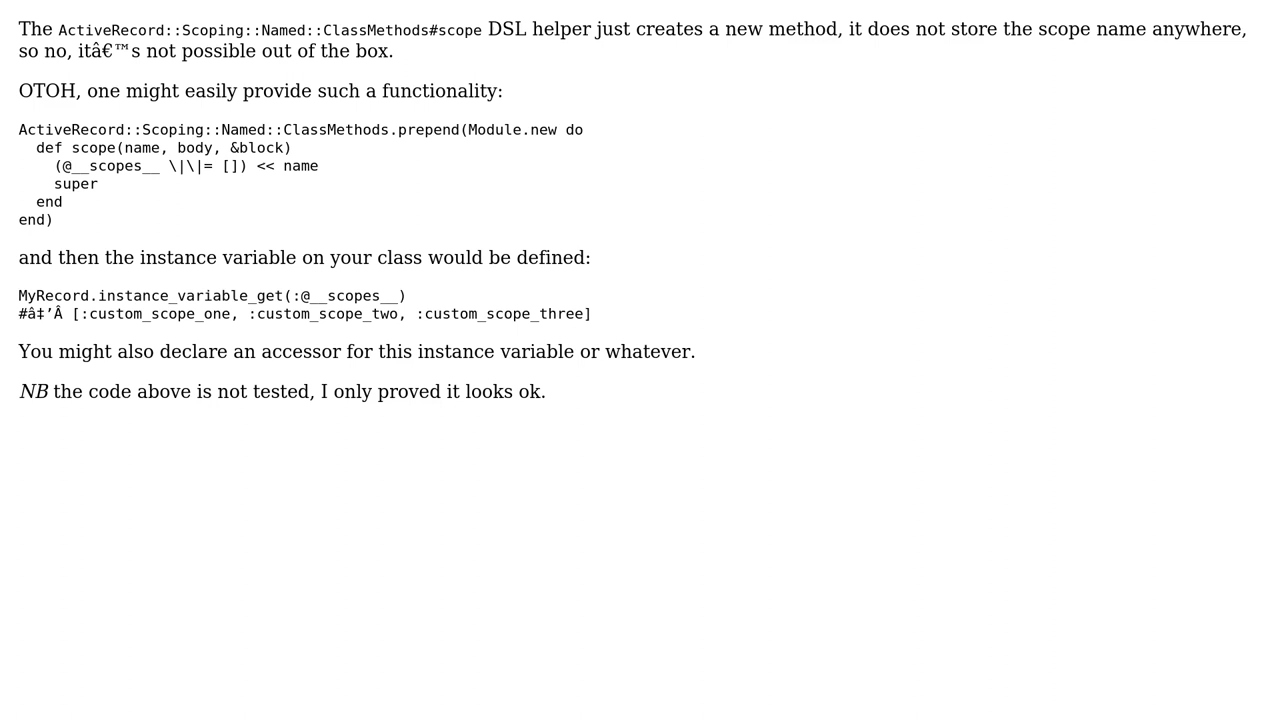 The ActiveRecord::Scoping::Named::ClassMethods#scope DSL helper just creates a new method, it does not store the scope name anywhere,
so no, itâ€™s not possible out of the box.
OTOH, one might easily provide such a functionality:
ActiveRecord::Scoping::Named::ClassMethods.prepend(Module.new do
  def scope(name, body, &block)
    (@__scopes__ \|\|= []) << name
    super
  end
end)
and then the instance variable on your class would be defined:
MyRecord.instance_variable_get(:@__scopes__)
#â‡’Â [:custom_scope_one, :custom_scope_two, :custom_scope_three]
You might also declare an accessor for this instance variable or whatever.
NB the code above is not tested, I only proved it looks ok.